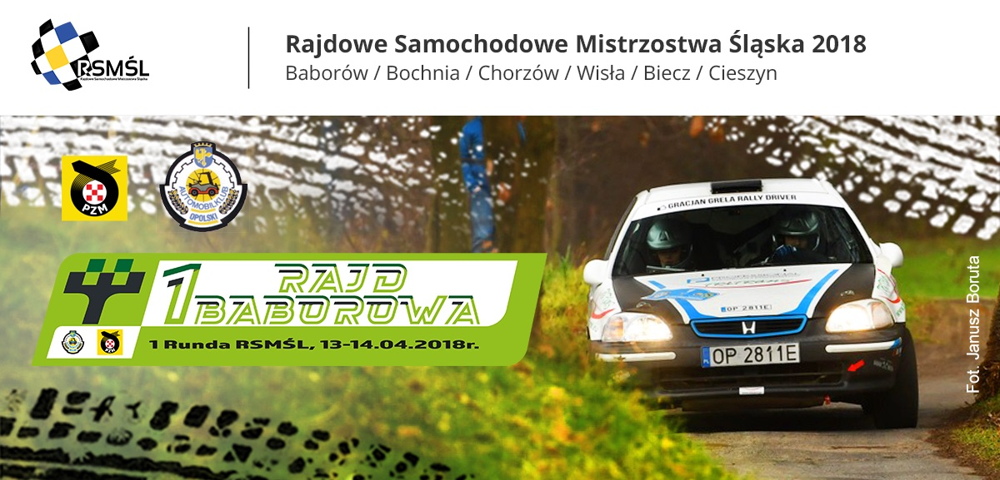 RSMŚL
Rajdowe Samochodowe Mistrzostwa Śląska
Rajdowe Samochodowe Mistrzostwa Śląska 2018
Baborów / Bochnia / Chorzów / Wisła / Biecz / Cieszyn
PZM
AUTOMOBILKLUB
OPOLSKI
1 RAJD
BABOROWA
PZM
1 Runda RSMŚL, 13-14.04.2018r.
GRACJAN GRELA RALLY DRIVER
PROFESSIONAL
OP 2811E
OP 2811E
Fot. Janusz Boruta